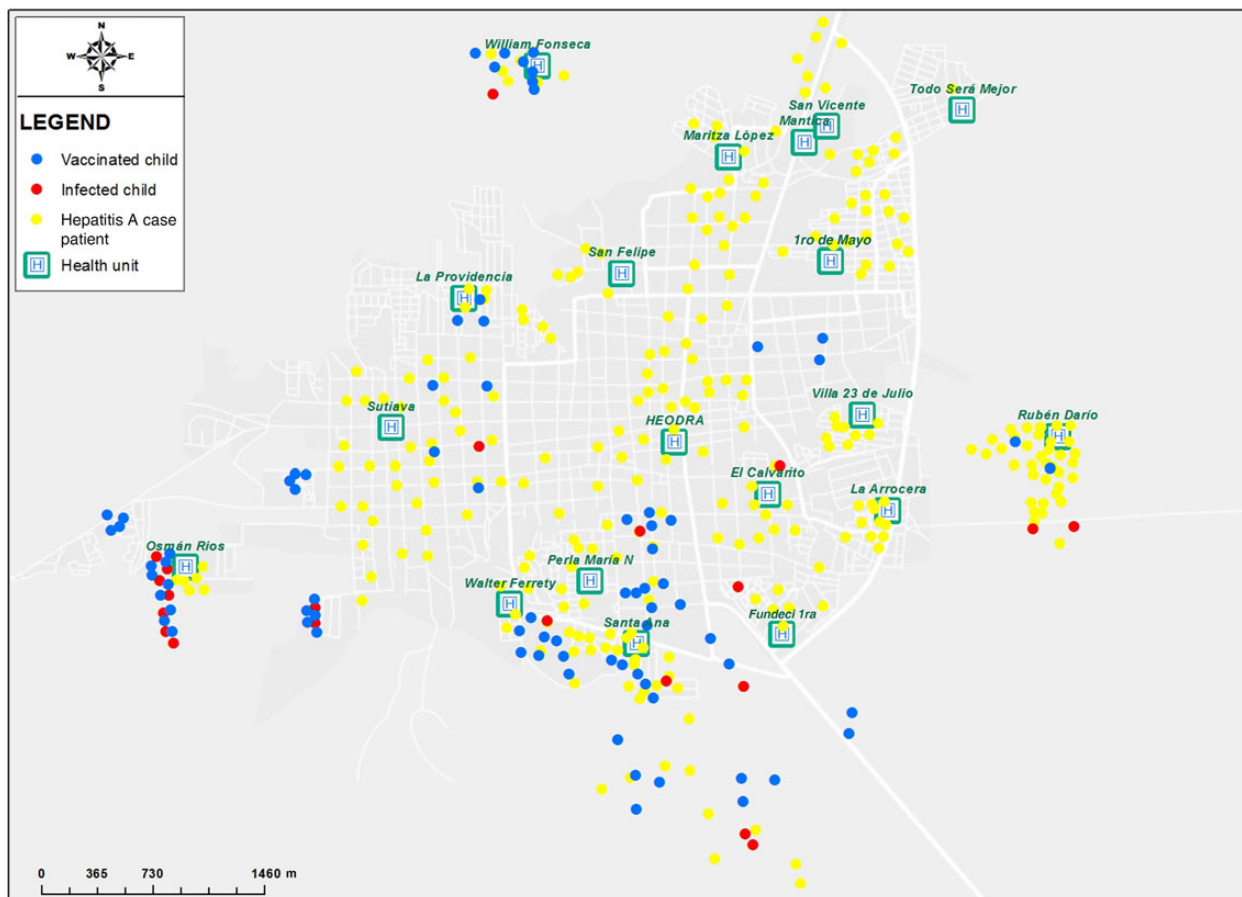 N
W E
S
LEGEND
Vaccinated child
Infected child
Hepatitis A case
patient
H Health unit
William Fonseca
H
Todo Será Mejor
H
San Vicente
H
Mantica
H
Maritza López
H
San Felipe
H
1ro de Mayo
H
La Providencia
H
Sutiava
H
HEODRA
H
Villa 23 de Julio
H
Rubén Darío
H
El Calvarito
H
La Arrocera
H
Osmán Rios
H
Perla María N
H
Walter Ferrety
H
Santa Ana
H
Fundeci 1ra
H
0 365 730 1460 m